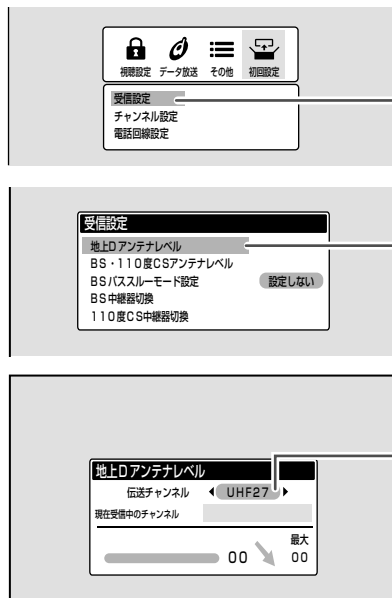 視聴設定 データ放送 その他 初回設定
受信設定
チャンネル設定
電話回線設定
受信設定
地上Dアンテナレベル
BS・110度CSアンテナレベル
BSパススルーモード設定 設定しない
BS中継器切換
110度CS中継器切換
地上Dアンテナレベル
伝送チャンネル UHF27
現在受信中のチャンネル
最大
00 00